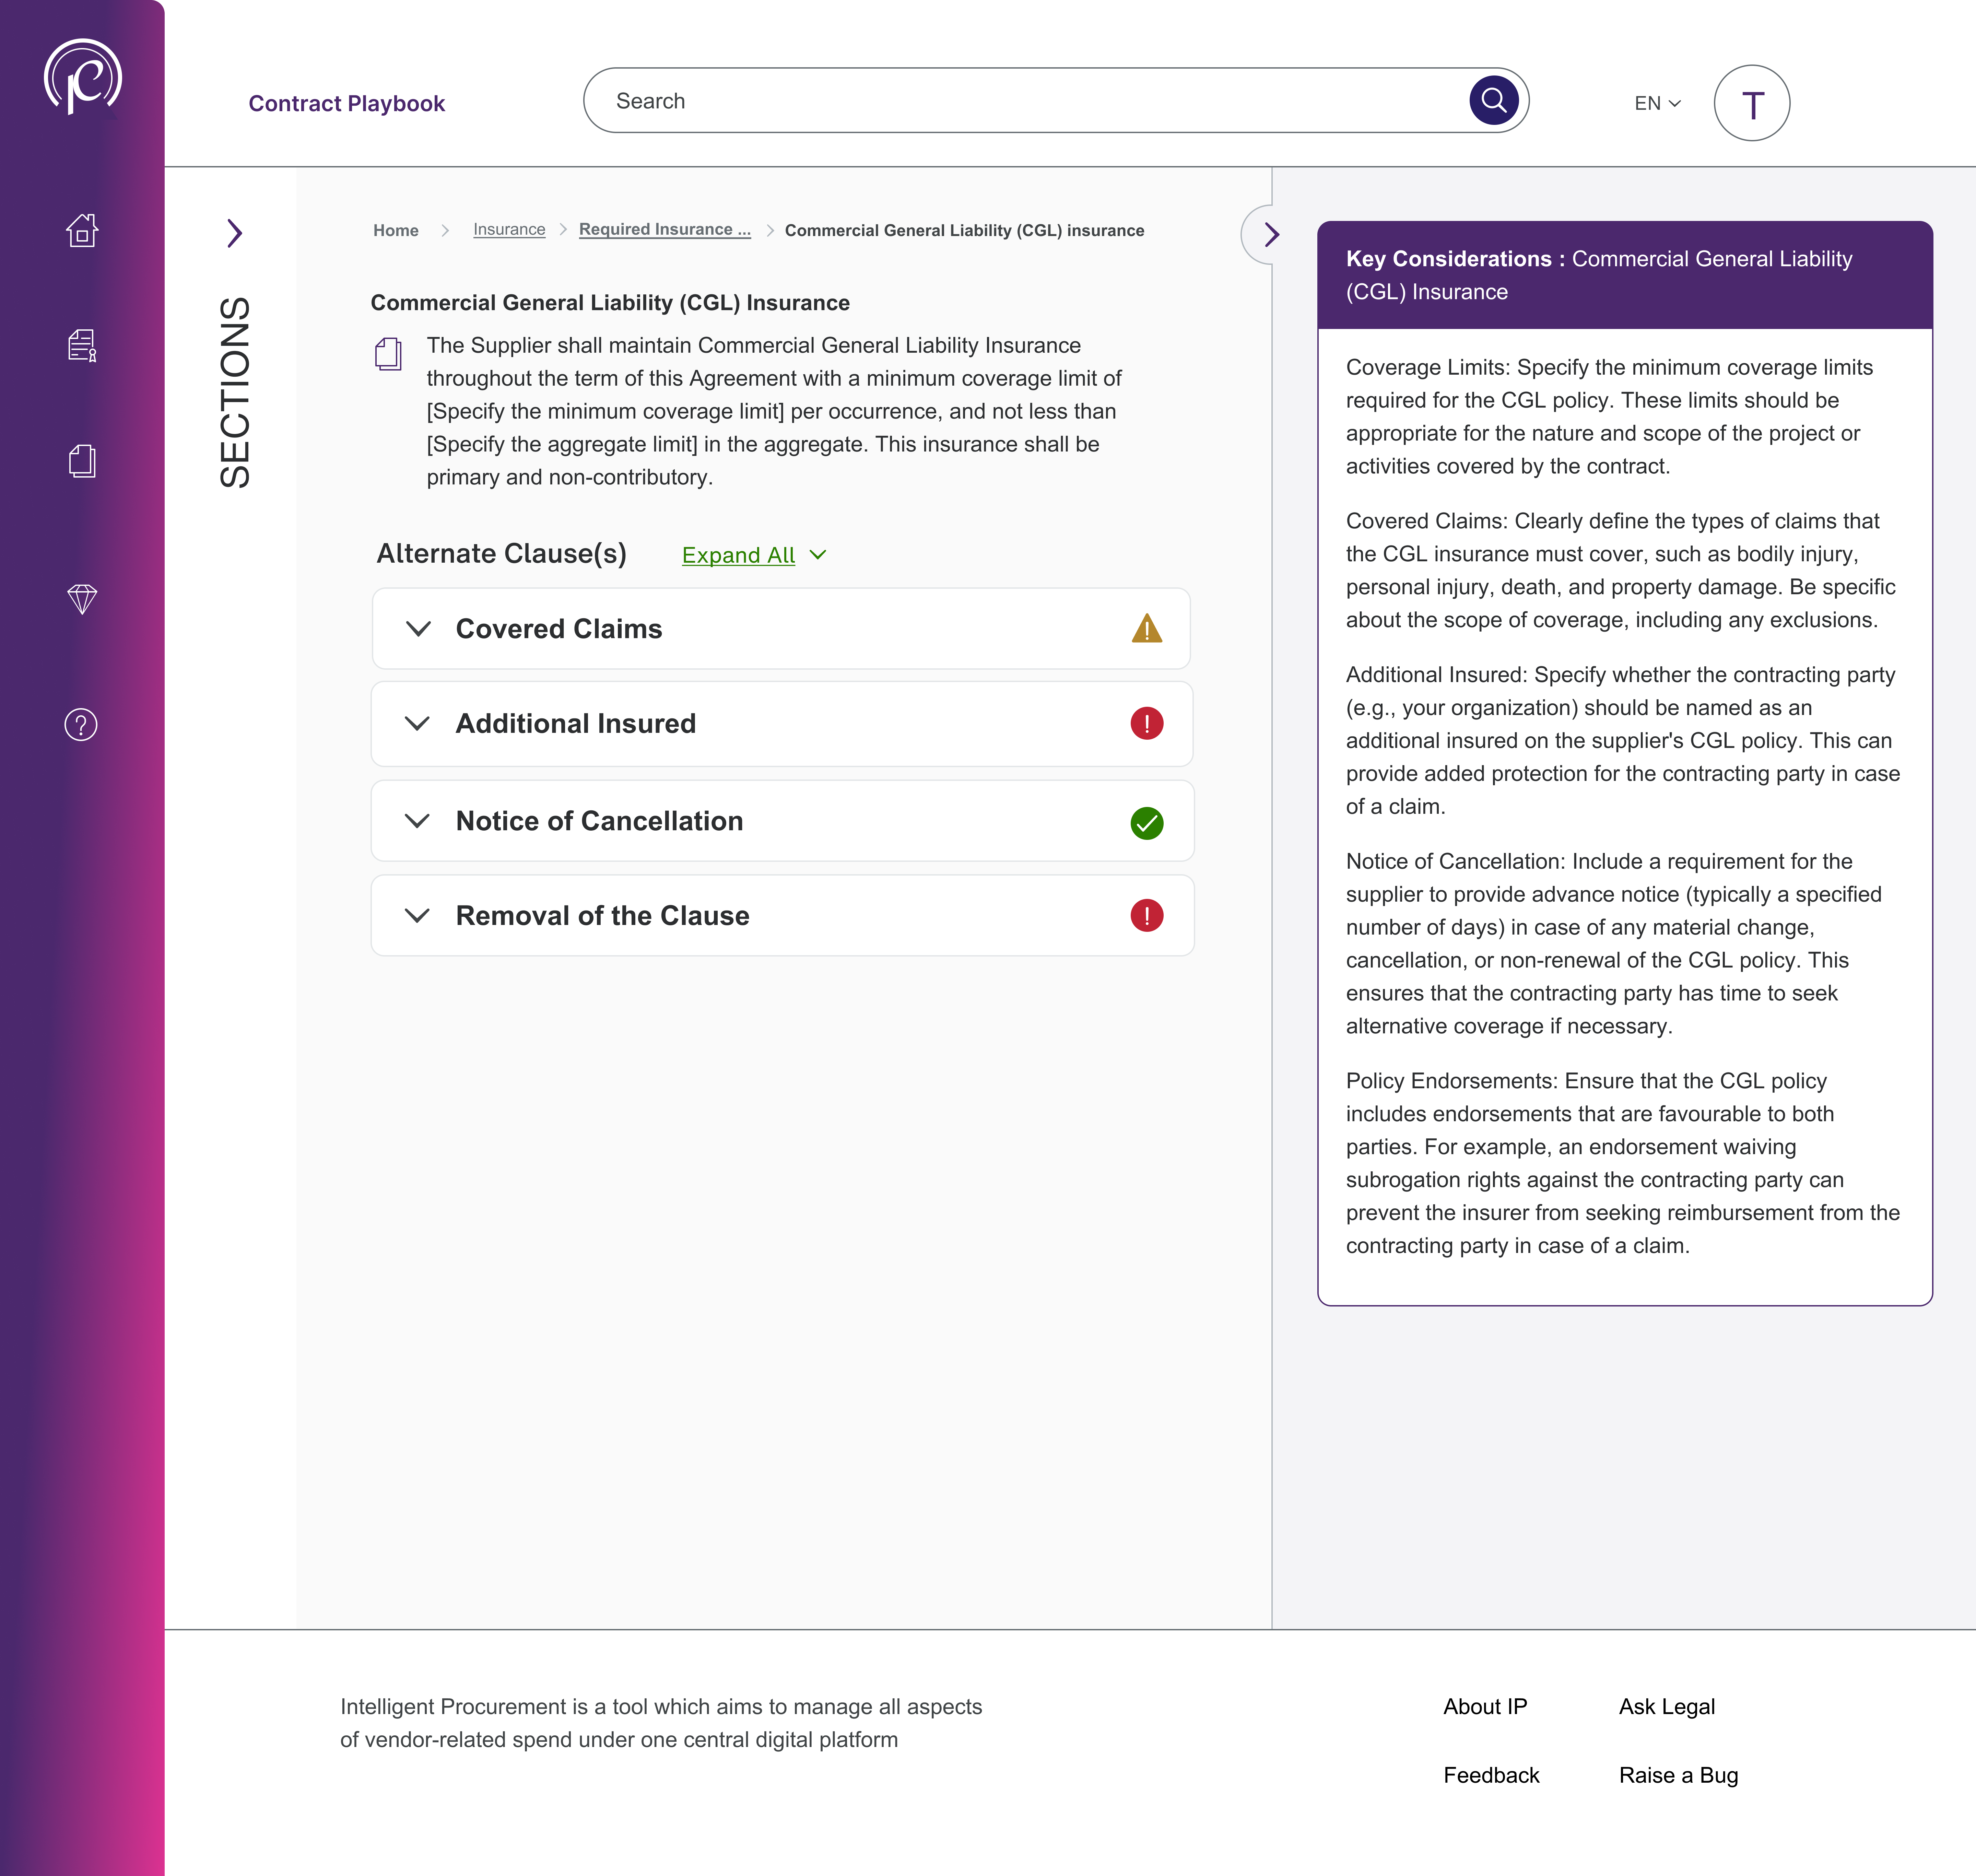 Contract Playbook
Search
EN
T
SECTIONS
Home
Insurance
Required Insurance ...
Commercial General Liability (CGL) insurance
Commercial General Liability (CGL) Insurance
The Supplier shall maintain Commercial General Liability Insurance
throughout the term of this Agreement with a minimum coverage limit of
[Specify the minimum coverage limit] per occurrence, and not less than
[Specify the aggregate limit] in the aggregate. This insurance shall be
primary and non-contributory.
Alternate Clause(s)
Expand All
Covered Claims
Additional Insured
Notice of Cancellation
Removal of the Clause
Key Considerations : Commercial General Liability
(CGL) Insurance
Coverage Limits: Specify the minimum coverage limits
required for the CGL policy. These limits should be
appropriate for the nature and scope of the project or
activities covered by the contract.
Covered Claims: Clearly define the types of claims that
the CGL insurance must cover, such as bodily injury,
personal injury, death, and property damage. Be specific
about the scope of coverage, including any exclusions.
Additional Insured: Specify whether the contracting party
(e.g., your organization) should be named as an
additional insured on the supplier's CGL policy. This can
provide added protection for the contracting party in case
of a claim.
Notice of Cancellation: Include a requirement for the
supplier to provide advance notice (typically a specified
number of days) in case of any material change,
cancellation, or non-renewal of the CGL policy. This
ensures that the contracting party has time to seek
alternative coverage if necessary.
Policy Endorsements: Ensure that the CGL policy
includes endorsements that are favourable to both
parties. For example, an endorsement waiving
subrogation rights against the contracting party can
prevent the insurer from seeking reimbursement from the
contracting party in case of a claim.
Intelligent Procurement is a tool which aims to manage all aspects
of vendor-related spend under one central digital platform
About IP
Ask Legal
Feedback
Raise a Bug